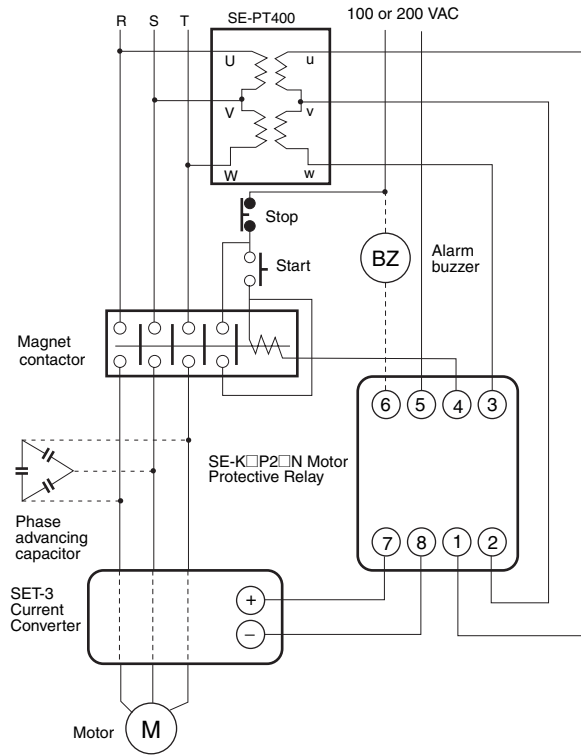 SE-PT400
100 or 200 VAC
R S T
U u
V v
W w
Stop
Start
BZ
Alarm
buzzer
Magnet
contactor
6 5 4 3
SE-K□P2□N Motor
Protective Relay
Phase
advancing
capacitor
7 8 1 2
SET-3
Current
Converter
+
−
Motor
M